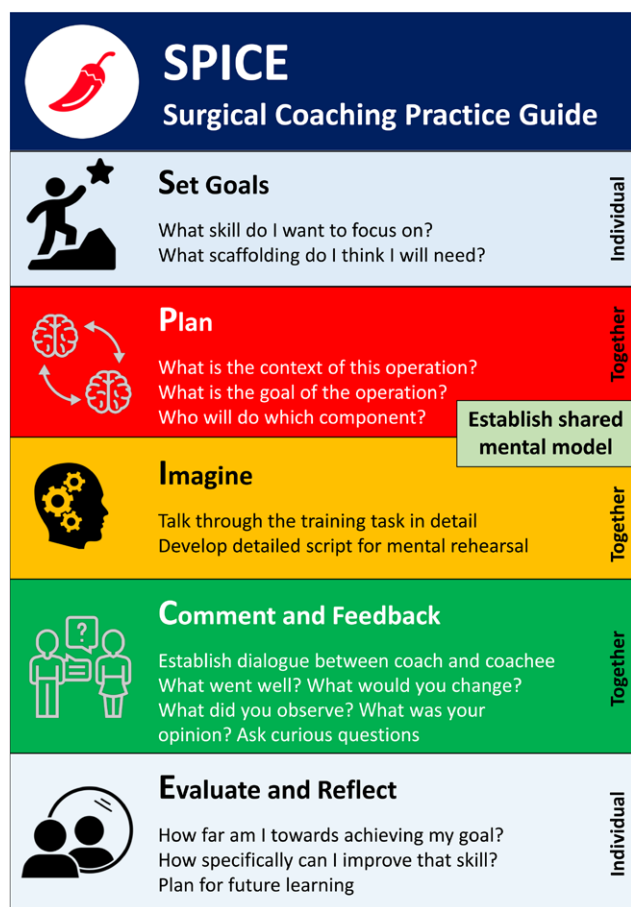 SPICE
Surgical Coaching Practice Guide
Set Goals
What skill do I want to focus on?
What scaffolding do I think I will need?
Individual
Plan
What is the context of this operation?
What is the goal of the operation?
Who will do which component?
Together
Establish shared
mental model
Imagine
Talk through the training task in detail
Develop detailed script for mental rehearsal
Together
Comment and Feedback
Establish dialogue between coach and coachee
What went well? What would you change?
What did you observe? What was your
opinion? Ask curious questions
Together
?
Evaluate and Reflect
How far am I towards achieving my goal?
How specifically can I improve that skill?
Plan for future learning
Individual